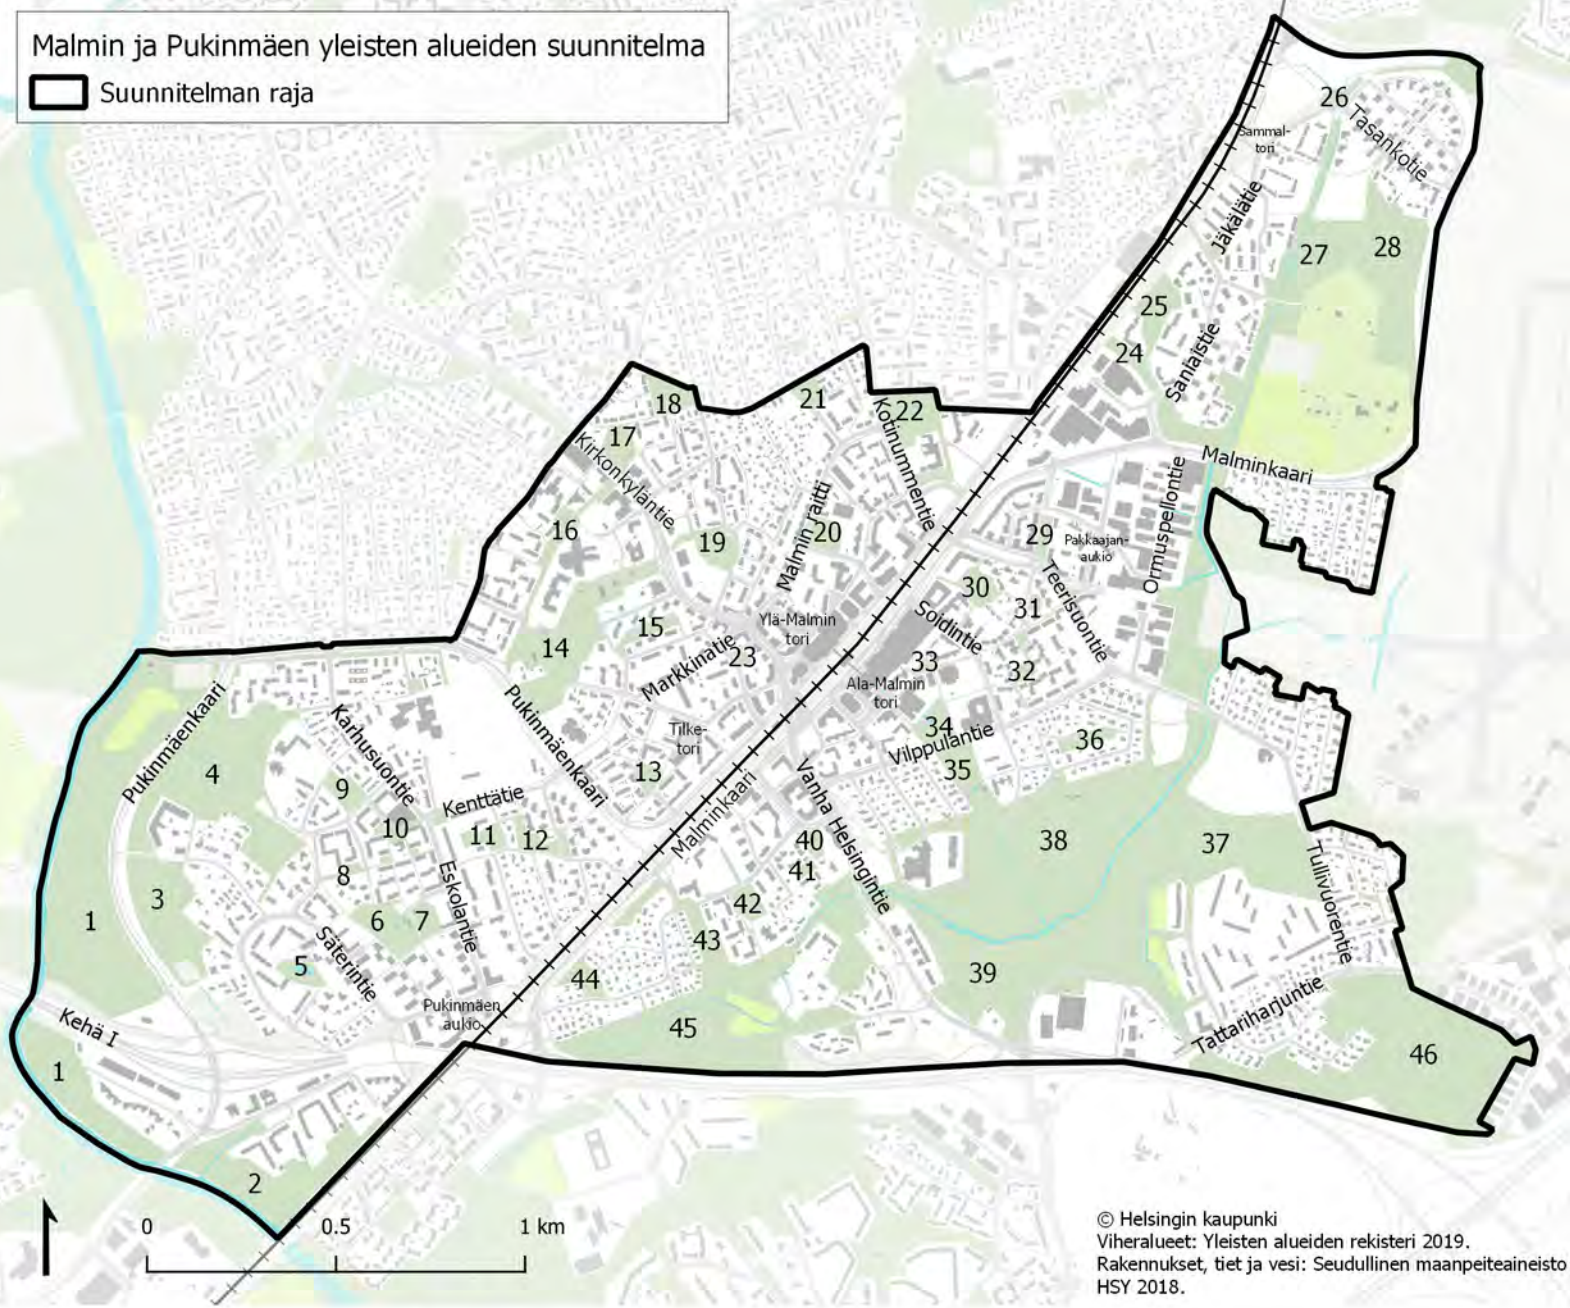 Malmin ja Pukinmäen yleisten alueiden suunnitelma
Suunnitelman raja
26
Tasankotie
Sammal-
tori
Jäkälätie
27
28
25
24
Saniaistie
21
18
22
17
Kirkonkyläntie
Kotinummentie
Malminkaari
Malmin raitti
Ormuspellontie
16
19
20
29
Pakkaajan-
aukio
Teerisuontie
30
31
Soidintie
15
Ylä-Malmin
tori
14
Markkinatie
23
33
32
Ala-Malmin
tori
Pukinmäenkaari
Pukinmäenkaari
Karhusuontie
Tilke-
tori
34
Vilppulantie
36
4
9
13
35
Kenttätie
Malminkaari
Vanha Helsingintie
10
11
12
40
38
37
Tullivuorentie
8
41
3
Eskolantie
42
1
6
7
43
Säterintie
5
44
39
Pukinmäen
aukio
Kehä I
45
Tattariharjuntie
46
1
2
0
0.5
1 km
© Helsingin kaupunki
Viheralueet: Yleisten alueiden rekisteri 2019.
Rakennukset, tiet ja vesi: Seudullinen maanpeiteaineisto
HSY 2018.